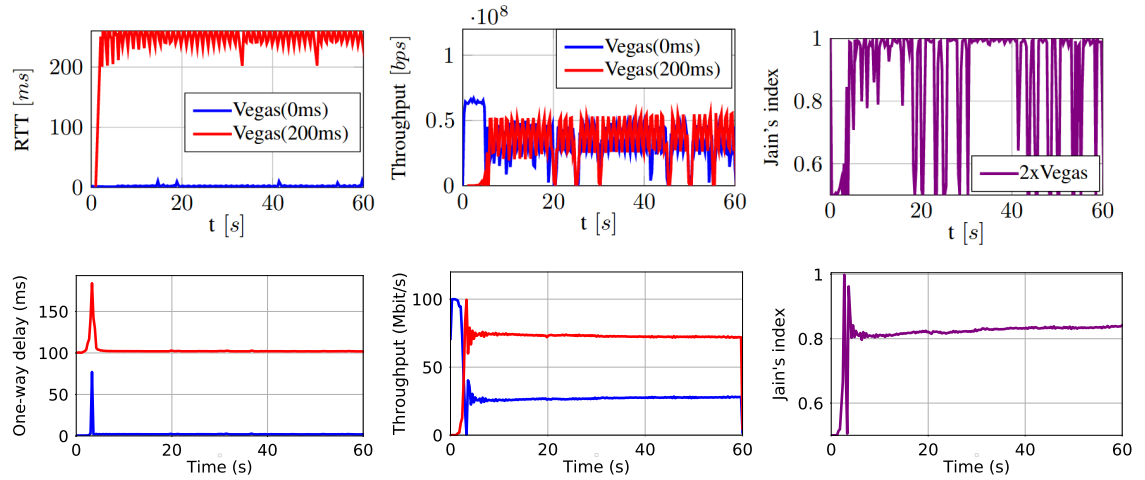 RTT [ms]
200
100
0
Vegas(0ms)
Vegas(200ms)
0 20 40 60
t [s]
·10^8
Throughput [bps]
1
0.5
0
Vegas(0ms)
Vegas(200ms)
0 20 40 60
t [s]
Jain's index
1
0.8
0.6
2xVegas
0 20 40 60
t [s]
One-way delay (ms)
150
100
50
0
0 20 40 60
Time (s)
Throughput (Mbit/s)
100
50
0
0 20 40 60
Time (s)
Jain's index
1
0.8
0.6
0 20 40 60
Time (s)